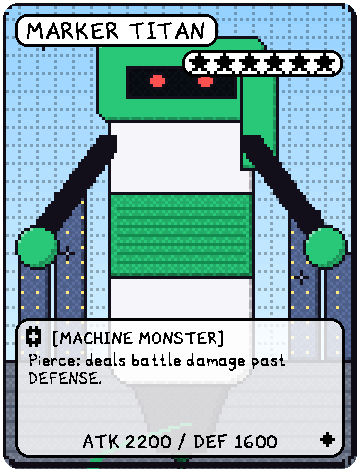 MARKER TITAN
★★★★★★
[MACHINE MONSTER]
Pierce: deals battle damage past
DEFENSE.
ATK 2200 / DEF 1600